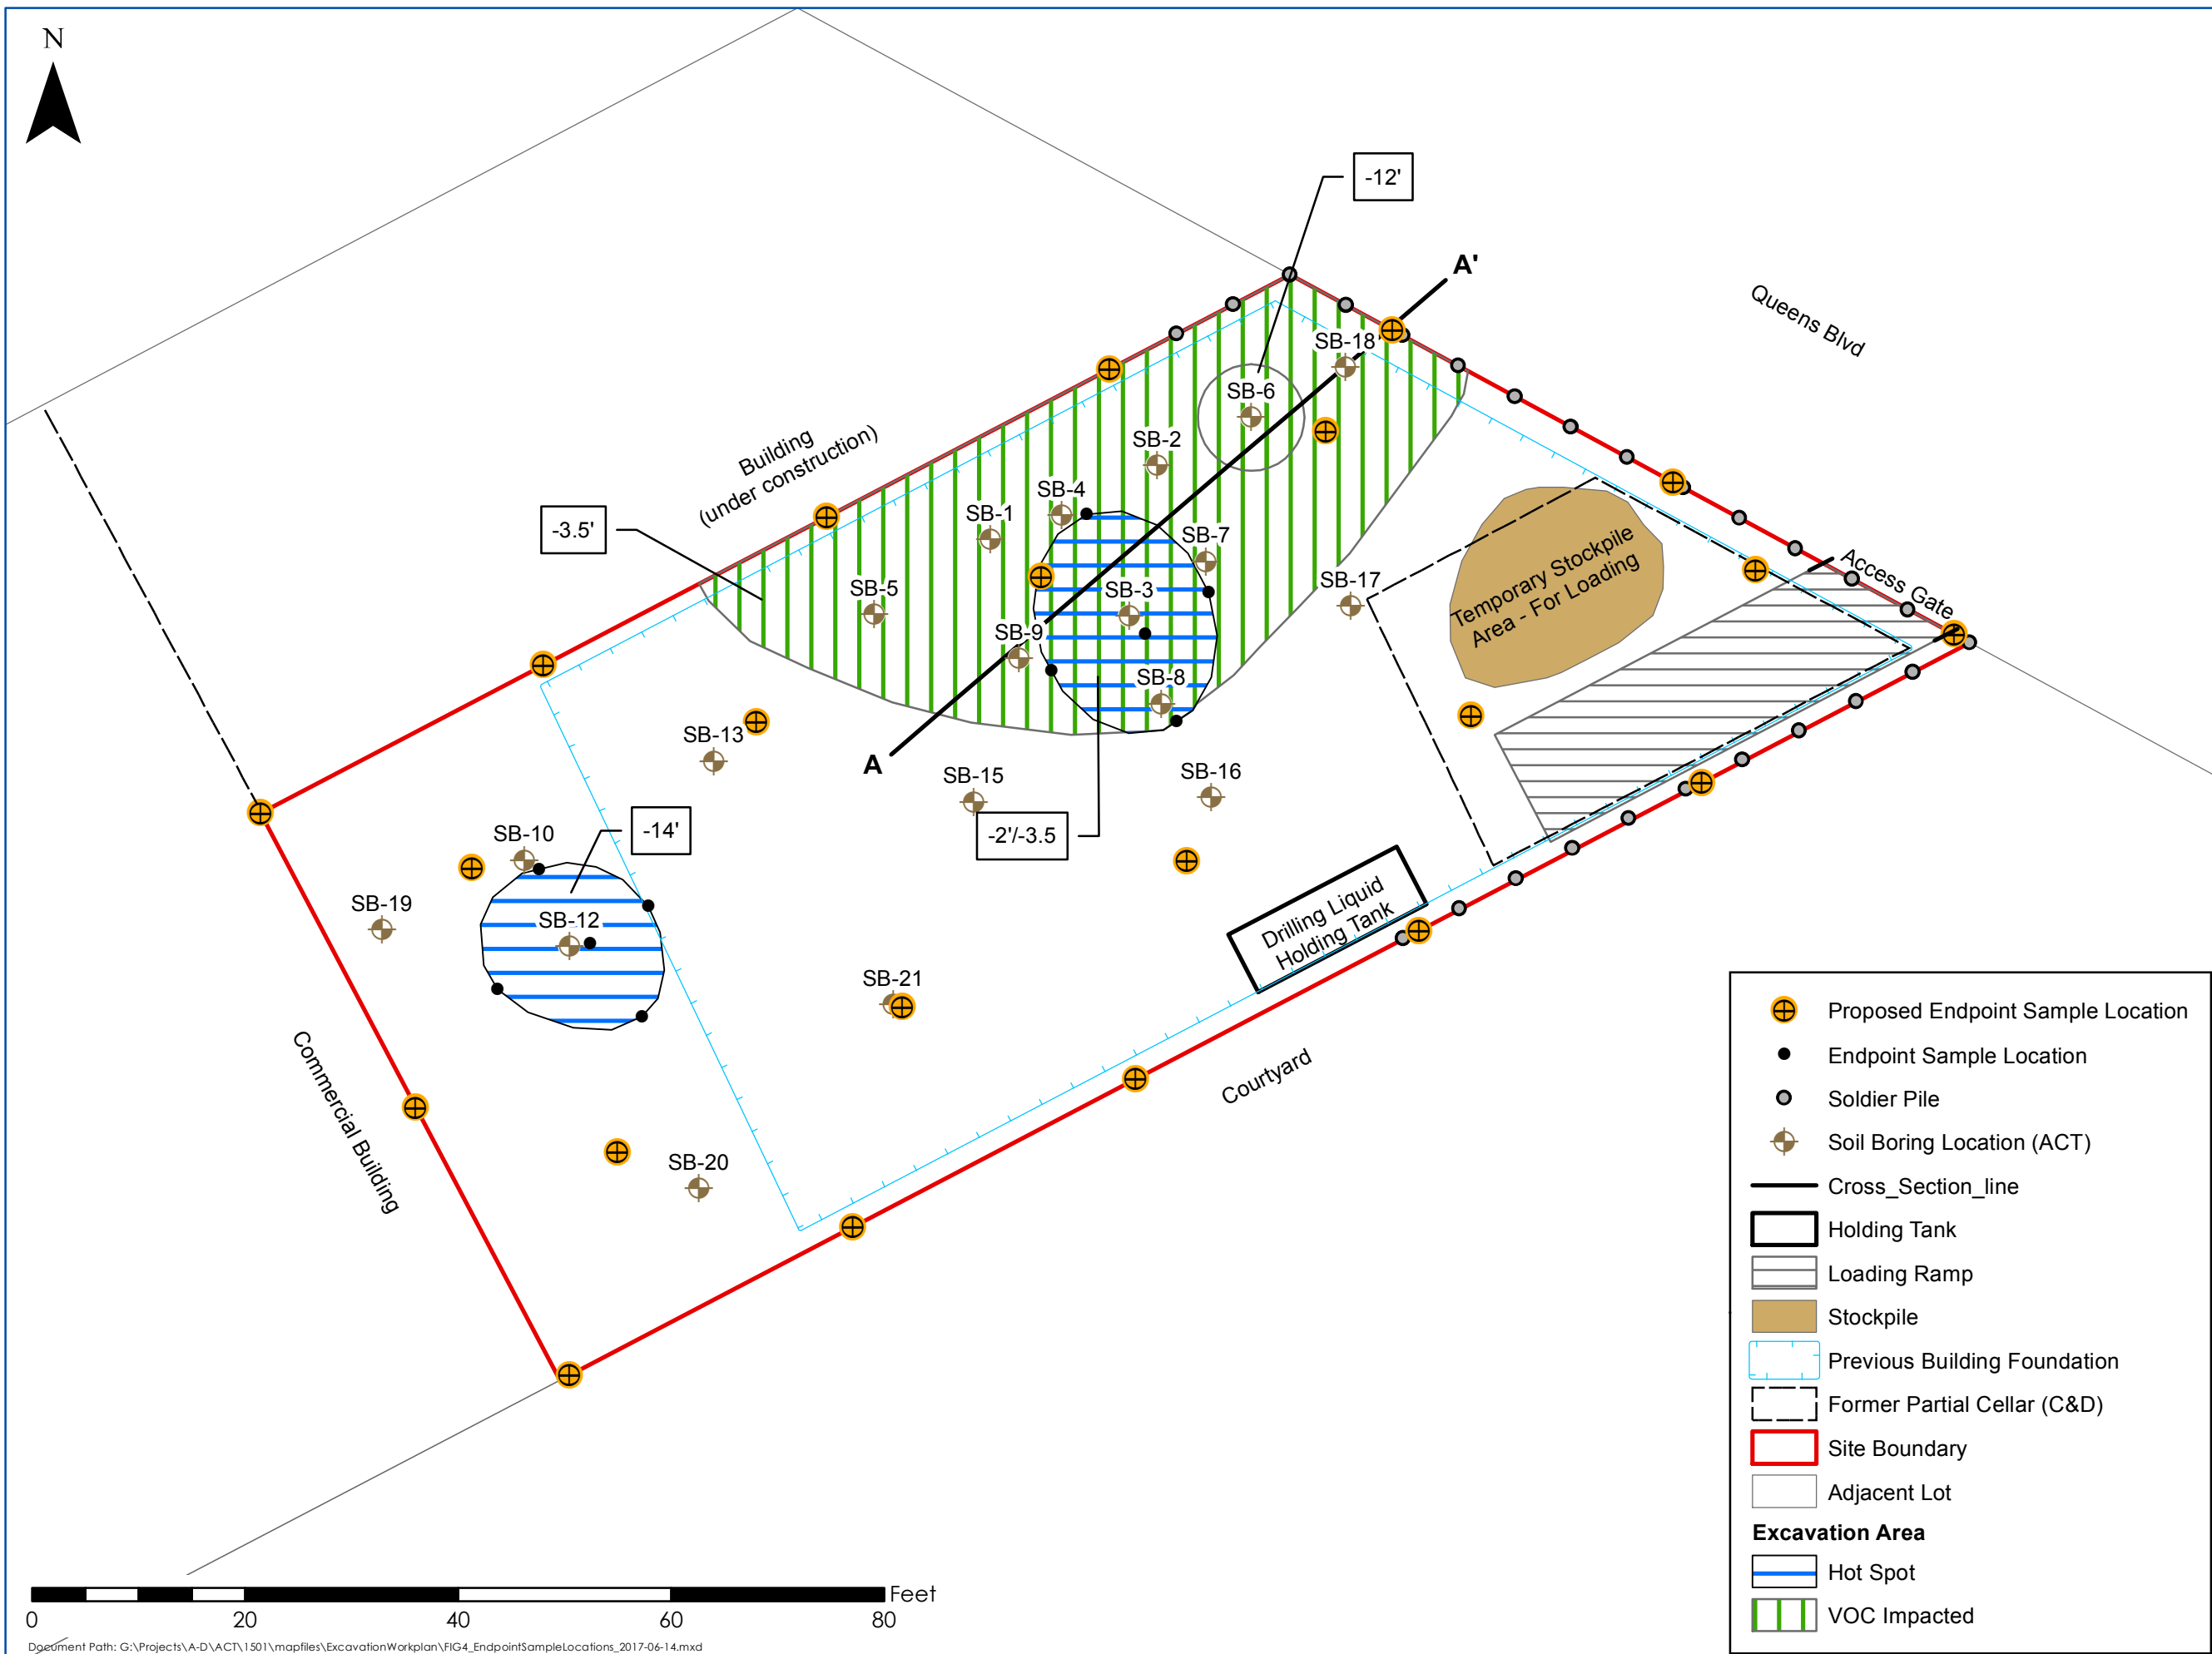 N
-12'
A'
Queens Blvd
SB-18
SB-6
Building
(under construction)
SB-2
SB-4
SB-1
-3.5'
SB-7
Temporary Stockpile
Area - For Loading
Access Gate
SB-5
SB-3
SB-17
SB-9
SB-8
SB-13
A
SB-15
SB-16
-14'
SB-10
-2'/-3.5
SB-19
SB-12
Drilling Liquid
Holding Tank
SB-21
Commercial Building
Courtyard
SB-20
Proposed Endpoint Sample Location
Endpoint Sample Location
Soldier Pile
Soil Boring Location (ACT)
Cross_Section_line
Holding Tank
Loading Ramp
Stockpile
Previous Building Foundation
Former Partial Cellar (C&D)
Site Boundary
Adjacent Lot
Excavation Area
Hot Spot
VOC Impacted
Feet
0 20 40 60 80
Document Path: G:\Projects\A-D\ACT\1501\mapfiles\ExcavationWorkplan\FIG4_EndpointSampleLocations_2017-06-14.mxd